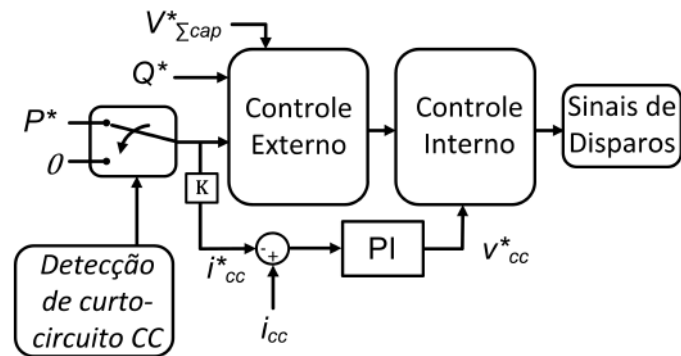 V*∑cap
Q*
P*
0
Controle
Externo
Controle
Interno
Sinais de
Disparos
K
Detecção
de curto-
circuito CC
i*cc
-
+
icc
PI
v*cc